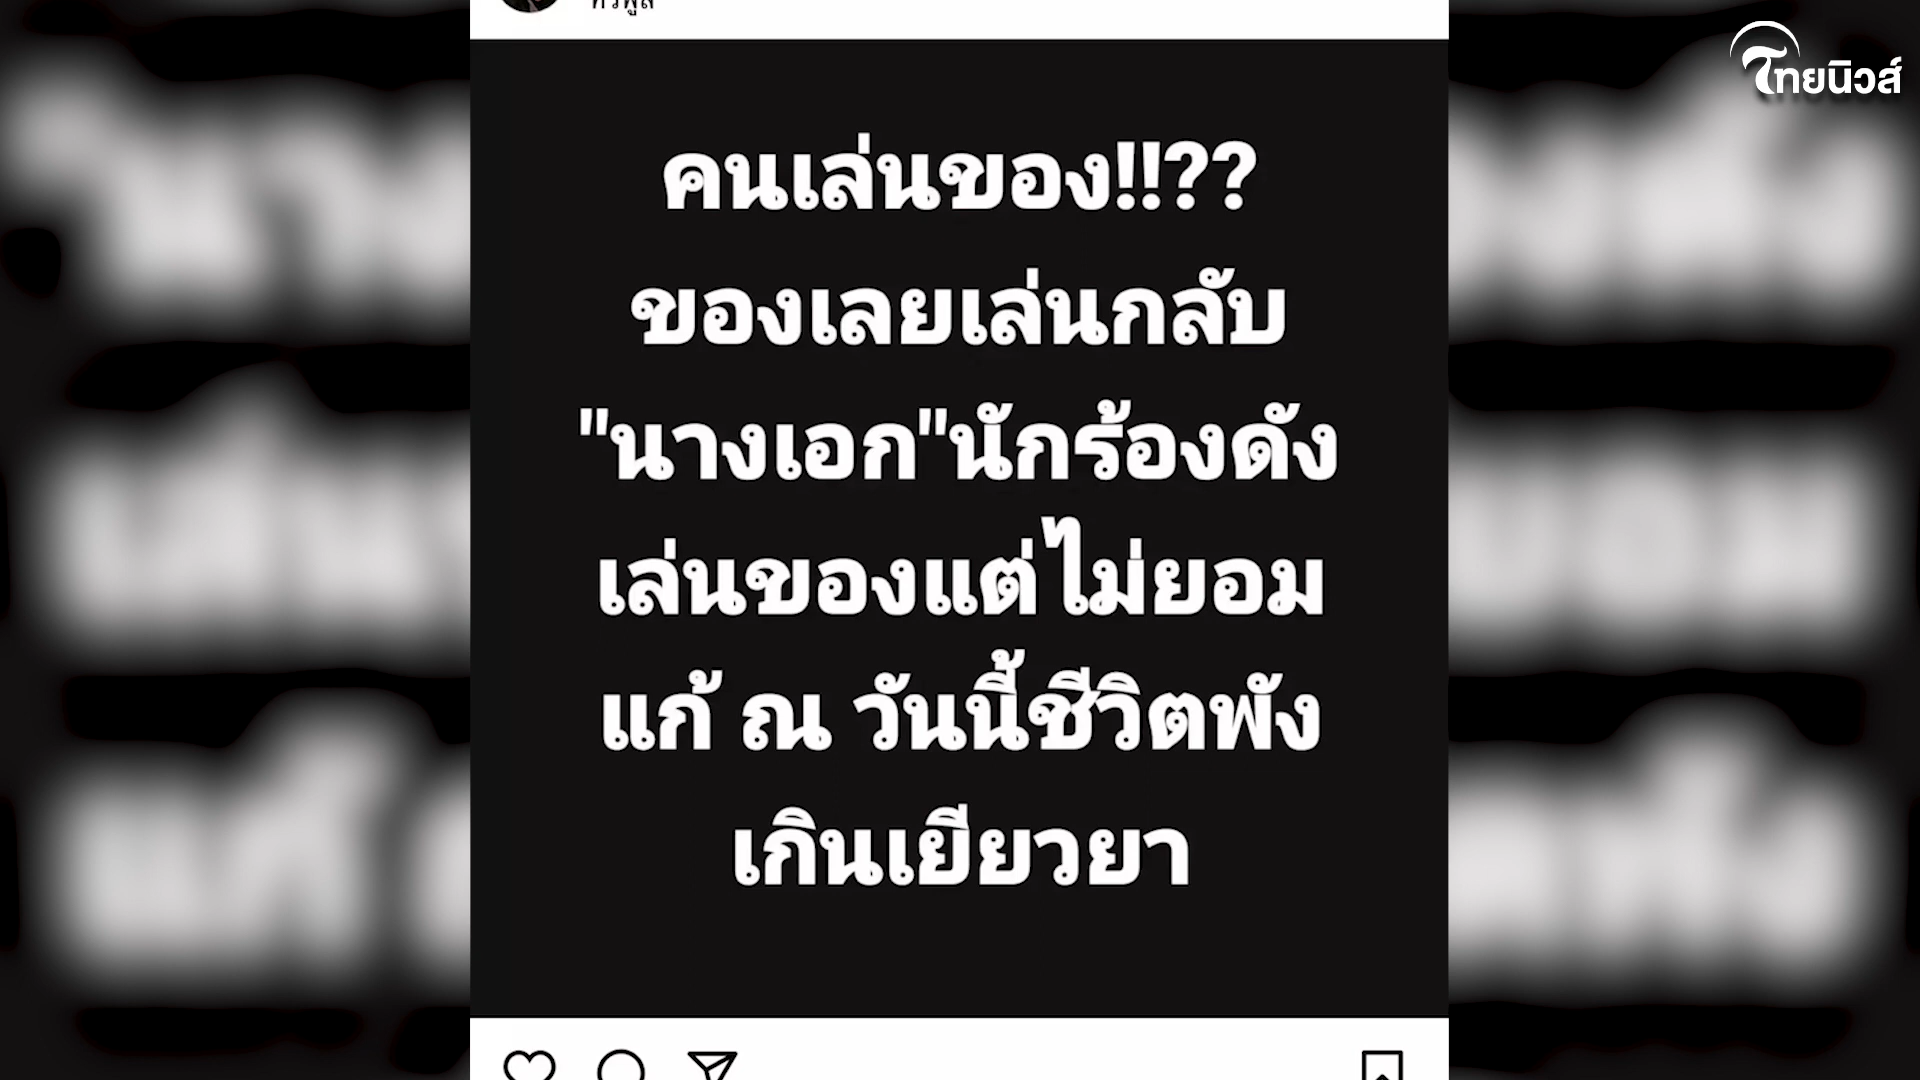 ไทยนิวส์
คนเล่นของ!!??
ของเลยเล่นกลับ
"นางเอก"นักร้องดัง
เล่นของแต่ไม่ยอม
แก้ ณ วันนี้ชีวิตพัง
เกินเยียวยา